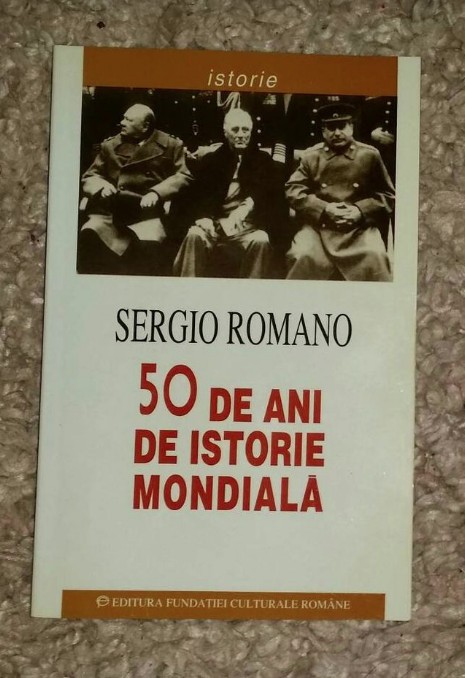 istorie
SERGIO ROMANO
50 DE ANI
DE ISTORIE
MONDIALĂ
EDITURA FUNDAȚIEI CULTURALE ROMÂNE